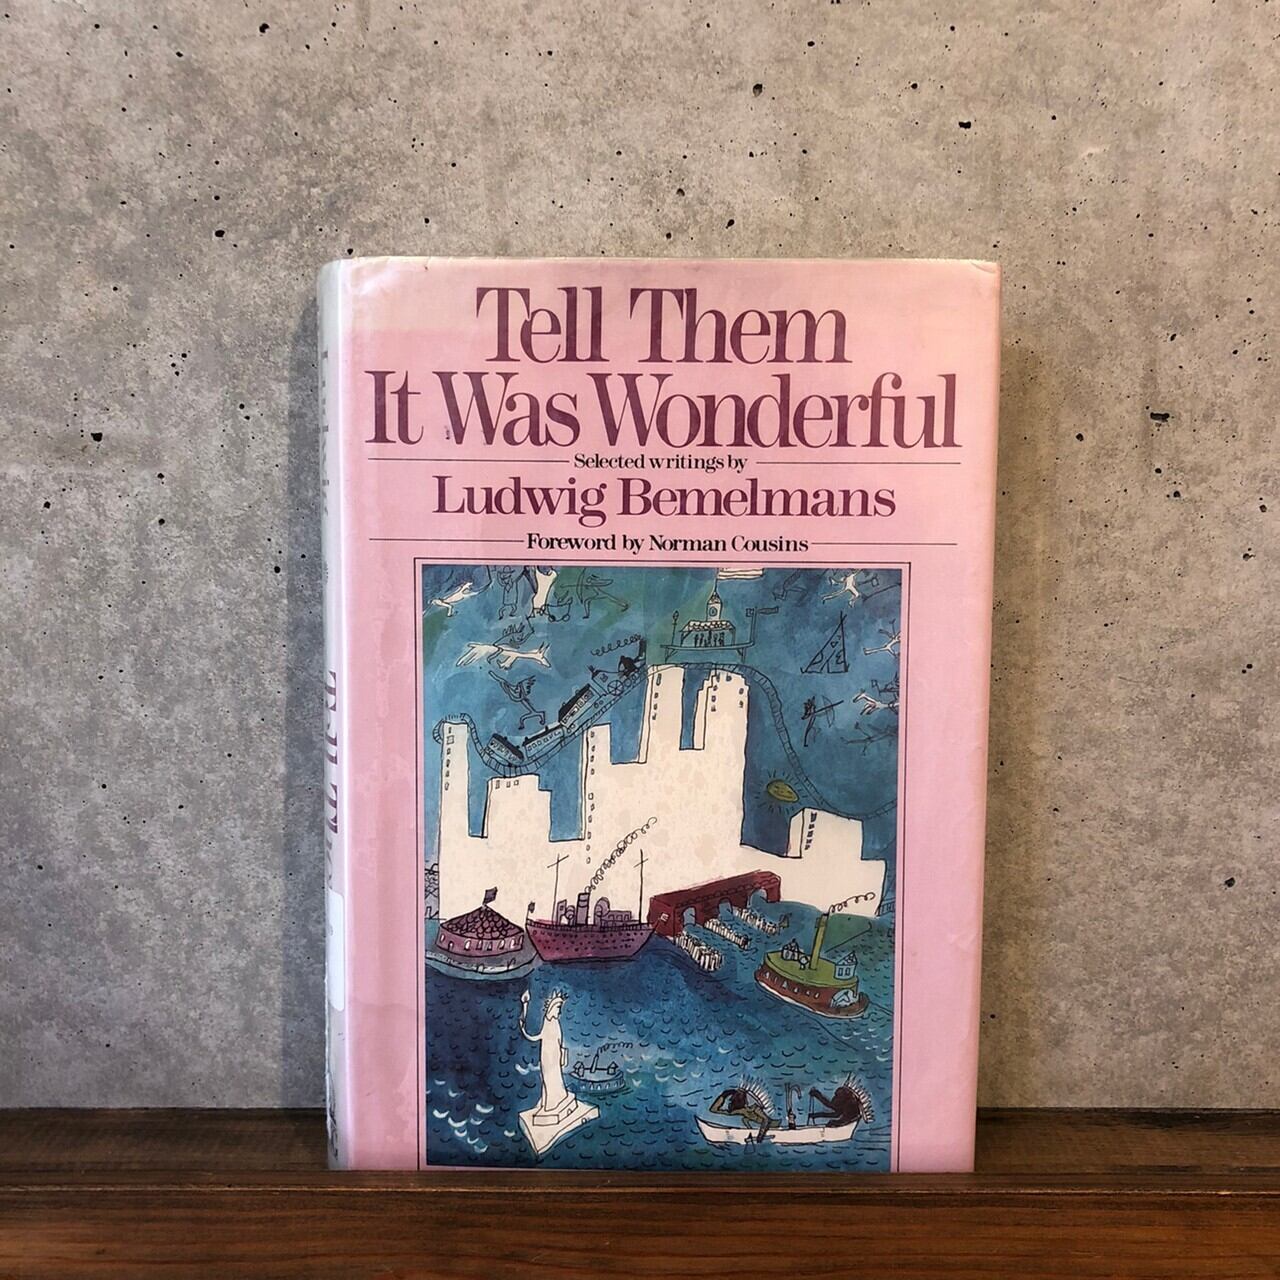 Tell Them
It Was Wonderful
Selected writings by
Ludwig Bemelmans
Foreword by Norman Cousins